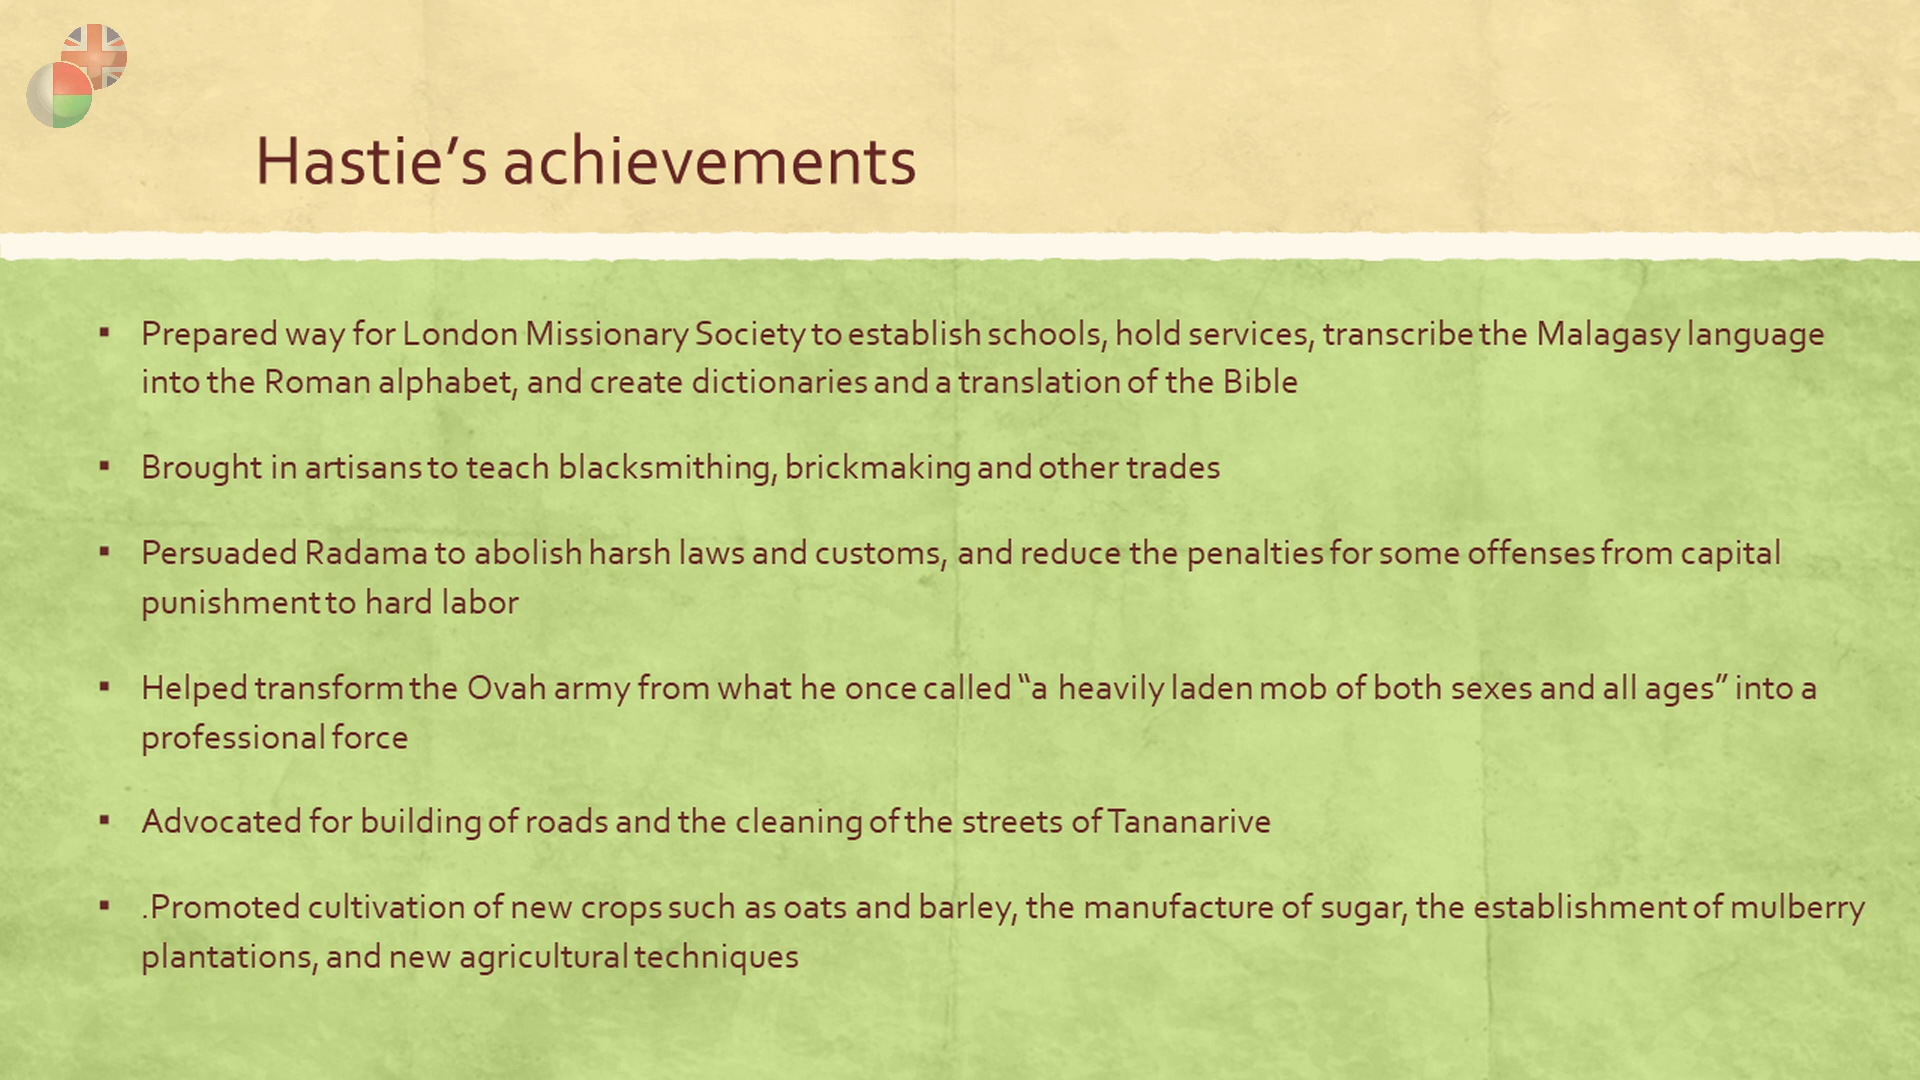 Hastie’s achievements
▪ Prepared way for London Missionary Society to establish schools, hold services, transcribe the Malagasy language
into the Roman alphabet, and create dictionaries and a translation of the Bible
▪ Brought in artisans to teach blacksmithing, brickmaking and other trades
▪ Persuaded Radama to abolish harsh laws and customs, and reduce the penalties for some offenses from capital
punishment to hard labor
▪ Helped transform the Ovah army from what he once called “a heavily laden mob of both sexes and all ages” into a
professional force
▪ Advocated for building of roads and the cleaning of the streets of Tananarive
▪ .Promoted cultivation of new crops such as oats and barley, the manufacture of sugar, the establishment of mulberry
plantations, and new agricultural techniques